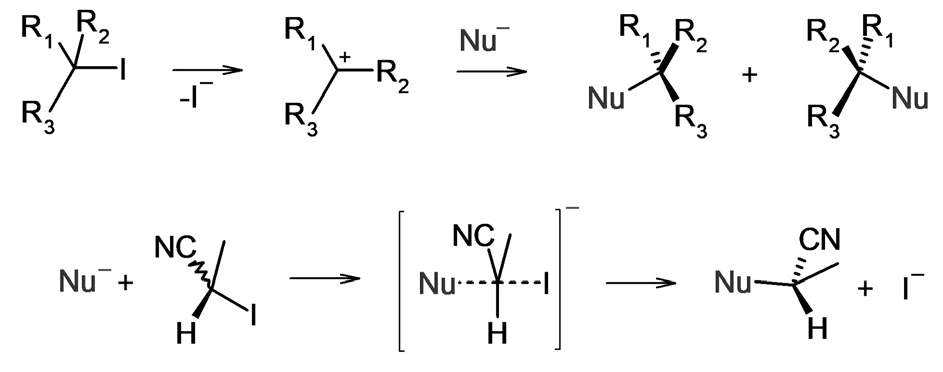 R1 R2 I R3
-I–
R1 + R2 R3
Nu–
R1 R2 Nu R3
+
R2 R1 Nu R3
Nu– +
NC H I
NC Nu I H –
Nu CN H
+ I–